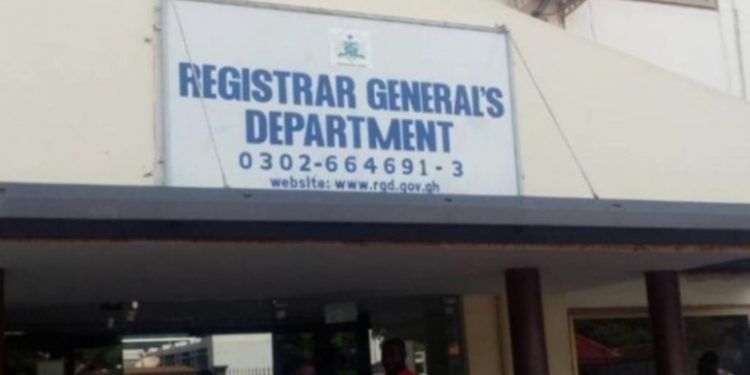 REGISTRAR GENERAL'S
DEPARTMENT
0302-664691-3
website: www.rgd.gov.gh